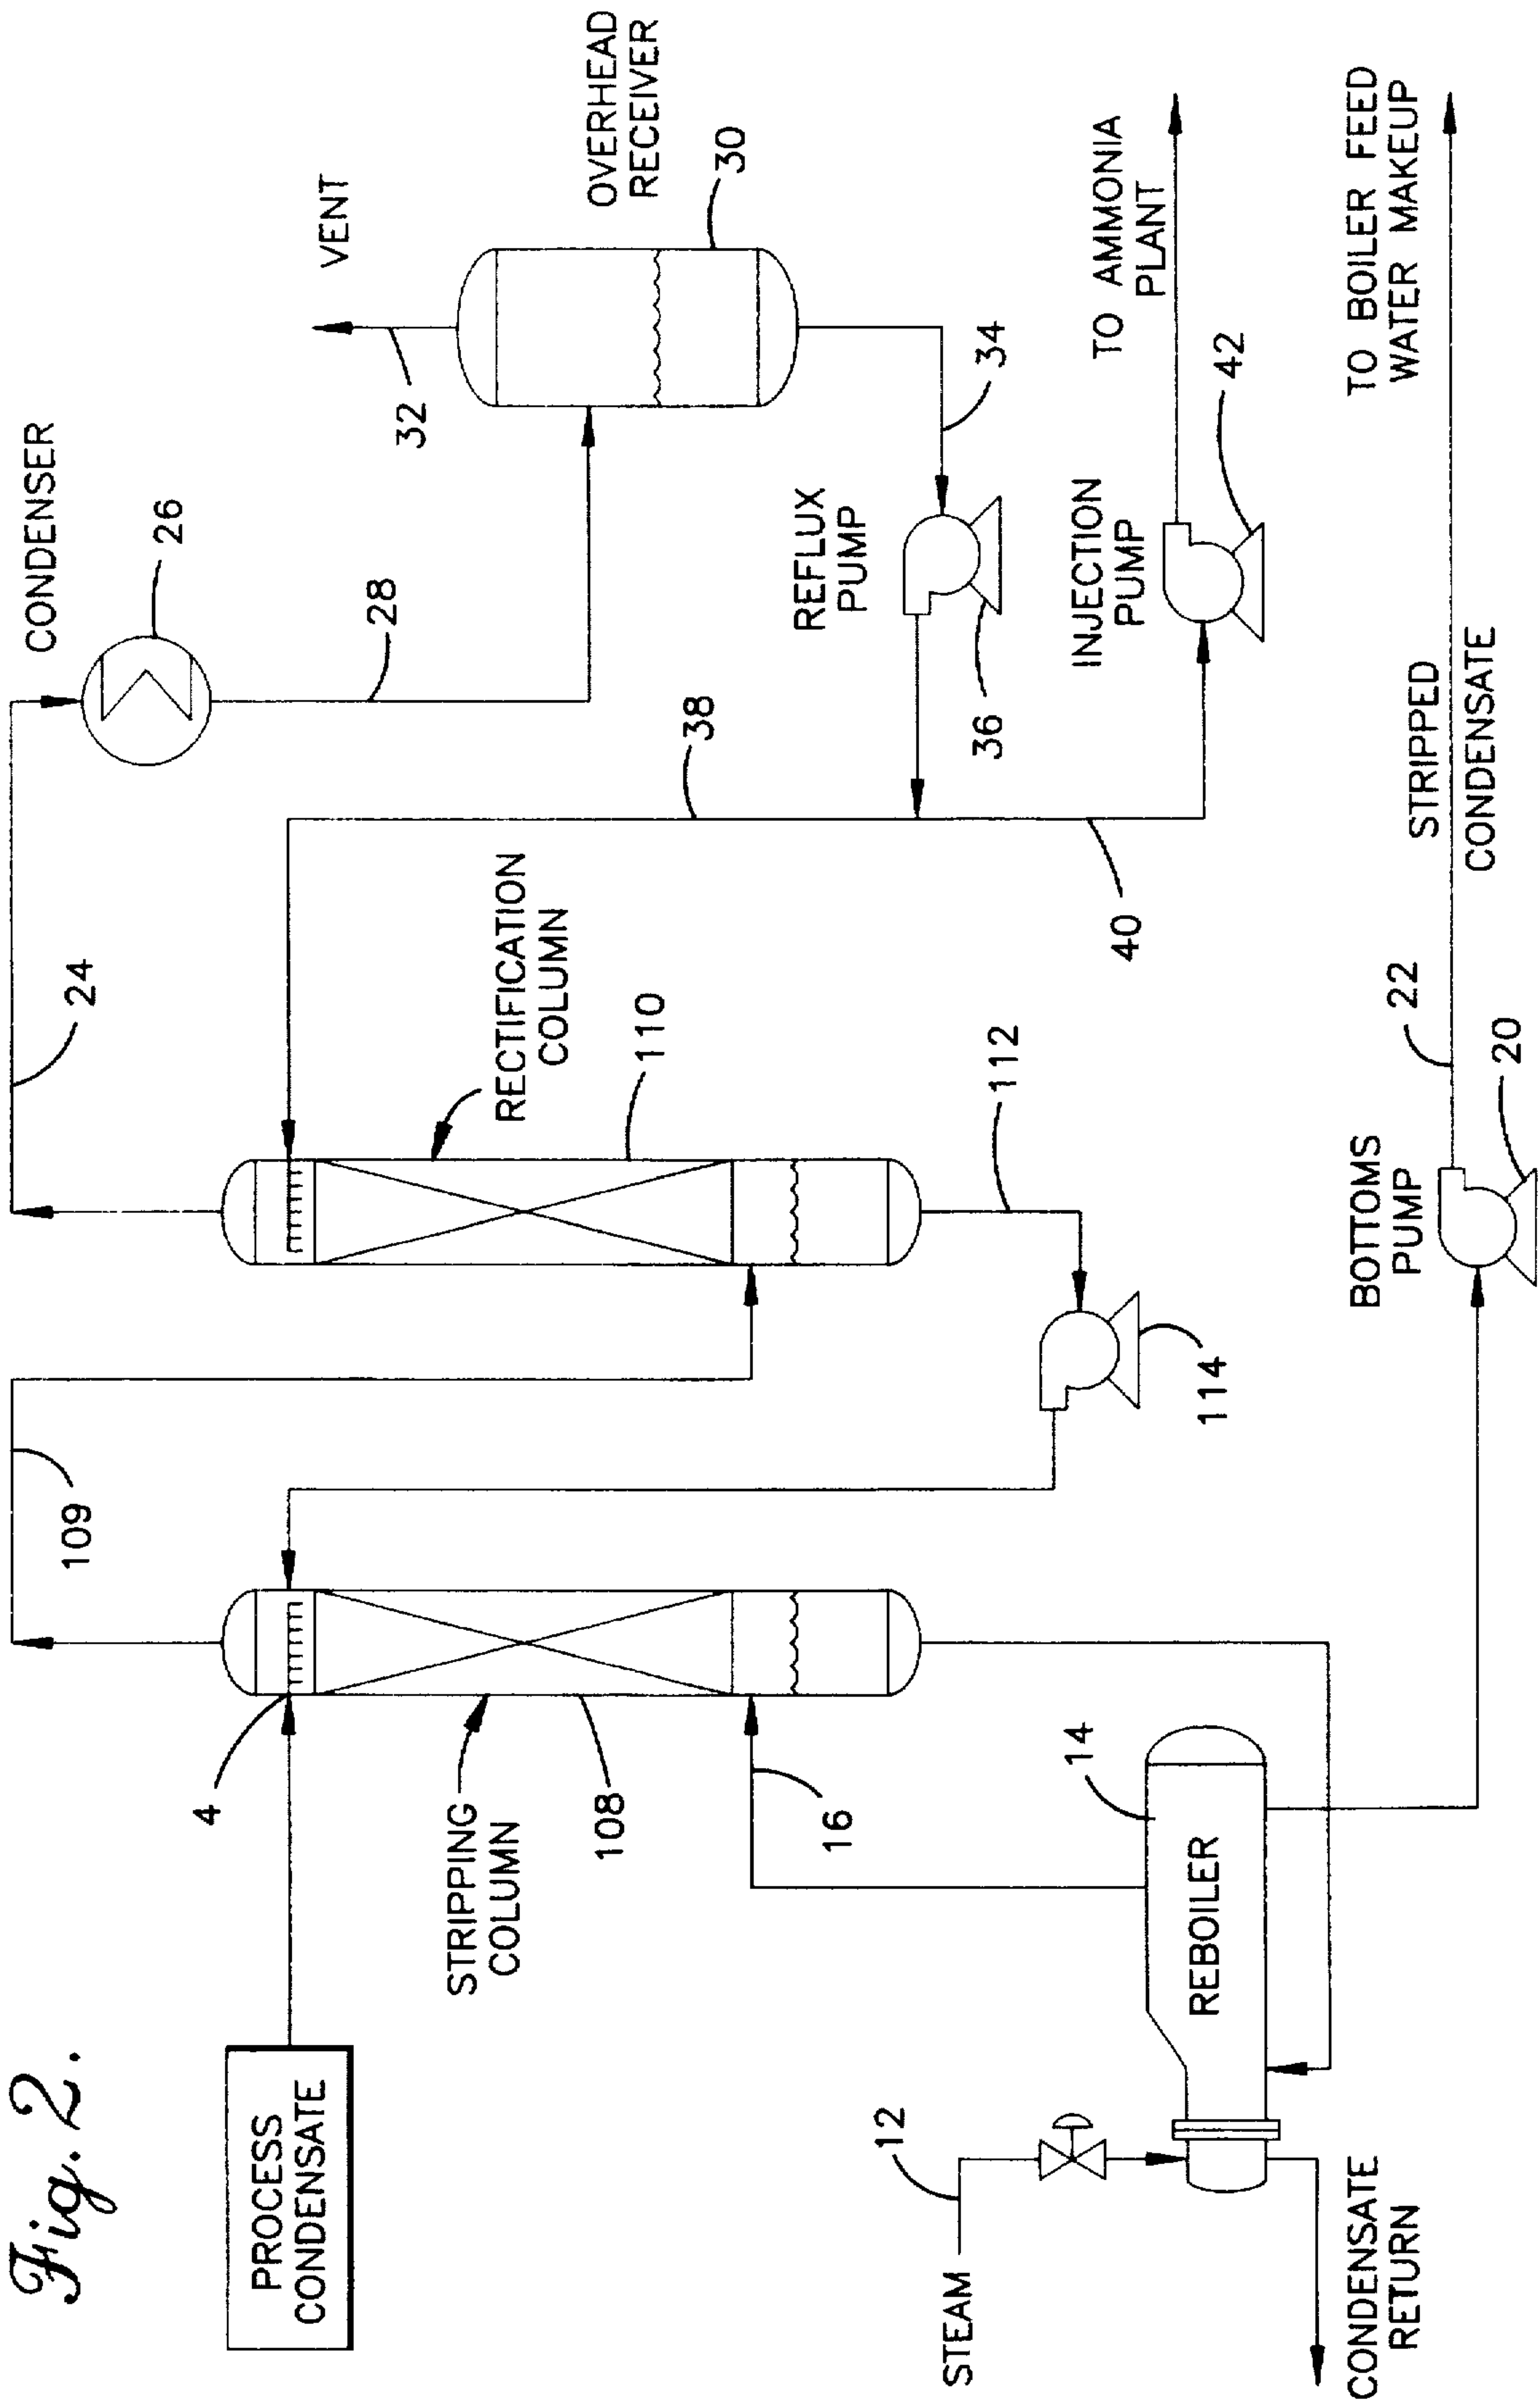 Fig. 2.
PROCESS
CONDENSATE
4
STRIPPING
COLUMN
108
109
24
RECTIFICATION
COLUMN
110
112
114
CONDENSER
26
28
VENT
32
OVERHEAD
RECEIVER
30
34
REFLUX
PUMP
36
38
40
INJECTION
PUMP
42
TO AMMONIA
PLANT
16
14
REBOILER
12
STEAM
CONDENSATE
RETURN
BOTTOMS
PUMP
20
22
STRIPPED
CONDENSATE
TO BOILER FEED
WATER MAKEUP